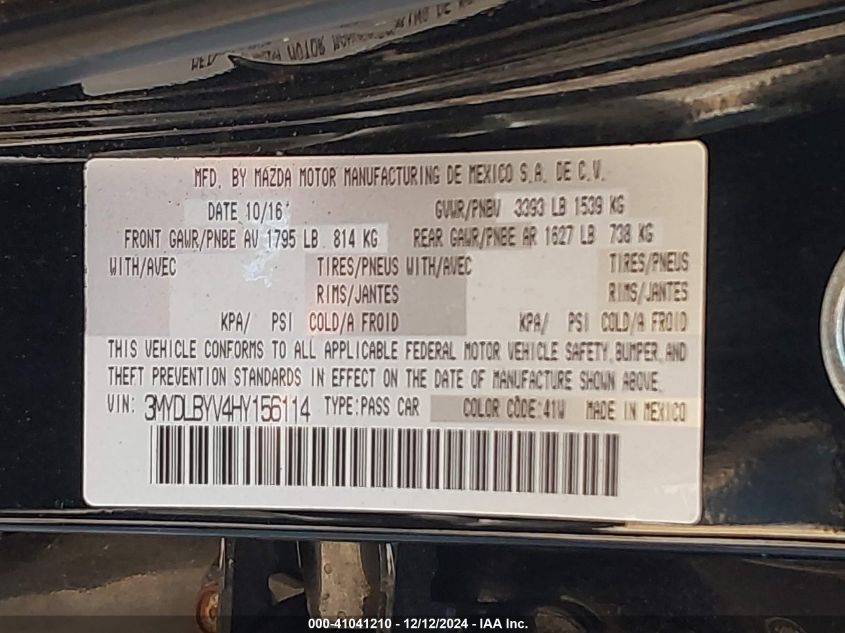 MFD. BY MAZDA MOTOR MANUFACTURING DE MEXICO S.A. DE C.V.
DATE 10/16 GVWR/PNBV 3393 LB 1539 KG
FRONT GAWR/PNBE AV 1795 LB 814 KG REAR GAWR/PNBE AR 1627 LB 738 KG
WITH/AVEC TIRES/PNEUS WITH/AVEC TIRES/PNEUS
RIMS/JANTES RIMS/JANTES
KPA/ PSI COLD/A FROID KPA/ PSI COLD/A FROID
THIS VEHICLE CONFORMS TO ALL APPLICABLE FEDERAL MOTOR VEHICLE SAFETY, BUMPER, AND
THEFT PREVENTION STANDARDS IN EFFECT ON THE DATE OF MANUFACTURE SHOWN ABOVE.
VIN: 3MYDLBYV4HY156114 TYPE:PASS CAR COLOR CODE:41W MADE IN MEXICO
000-41041210 - 12/12/2024 - IAA Inc.